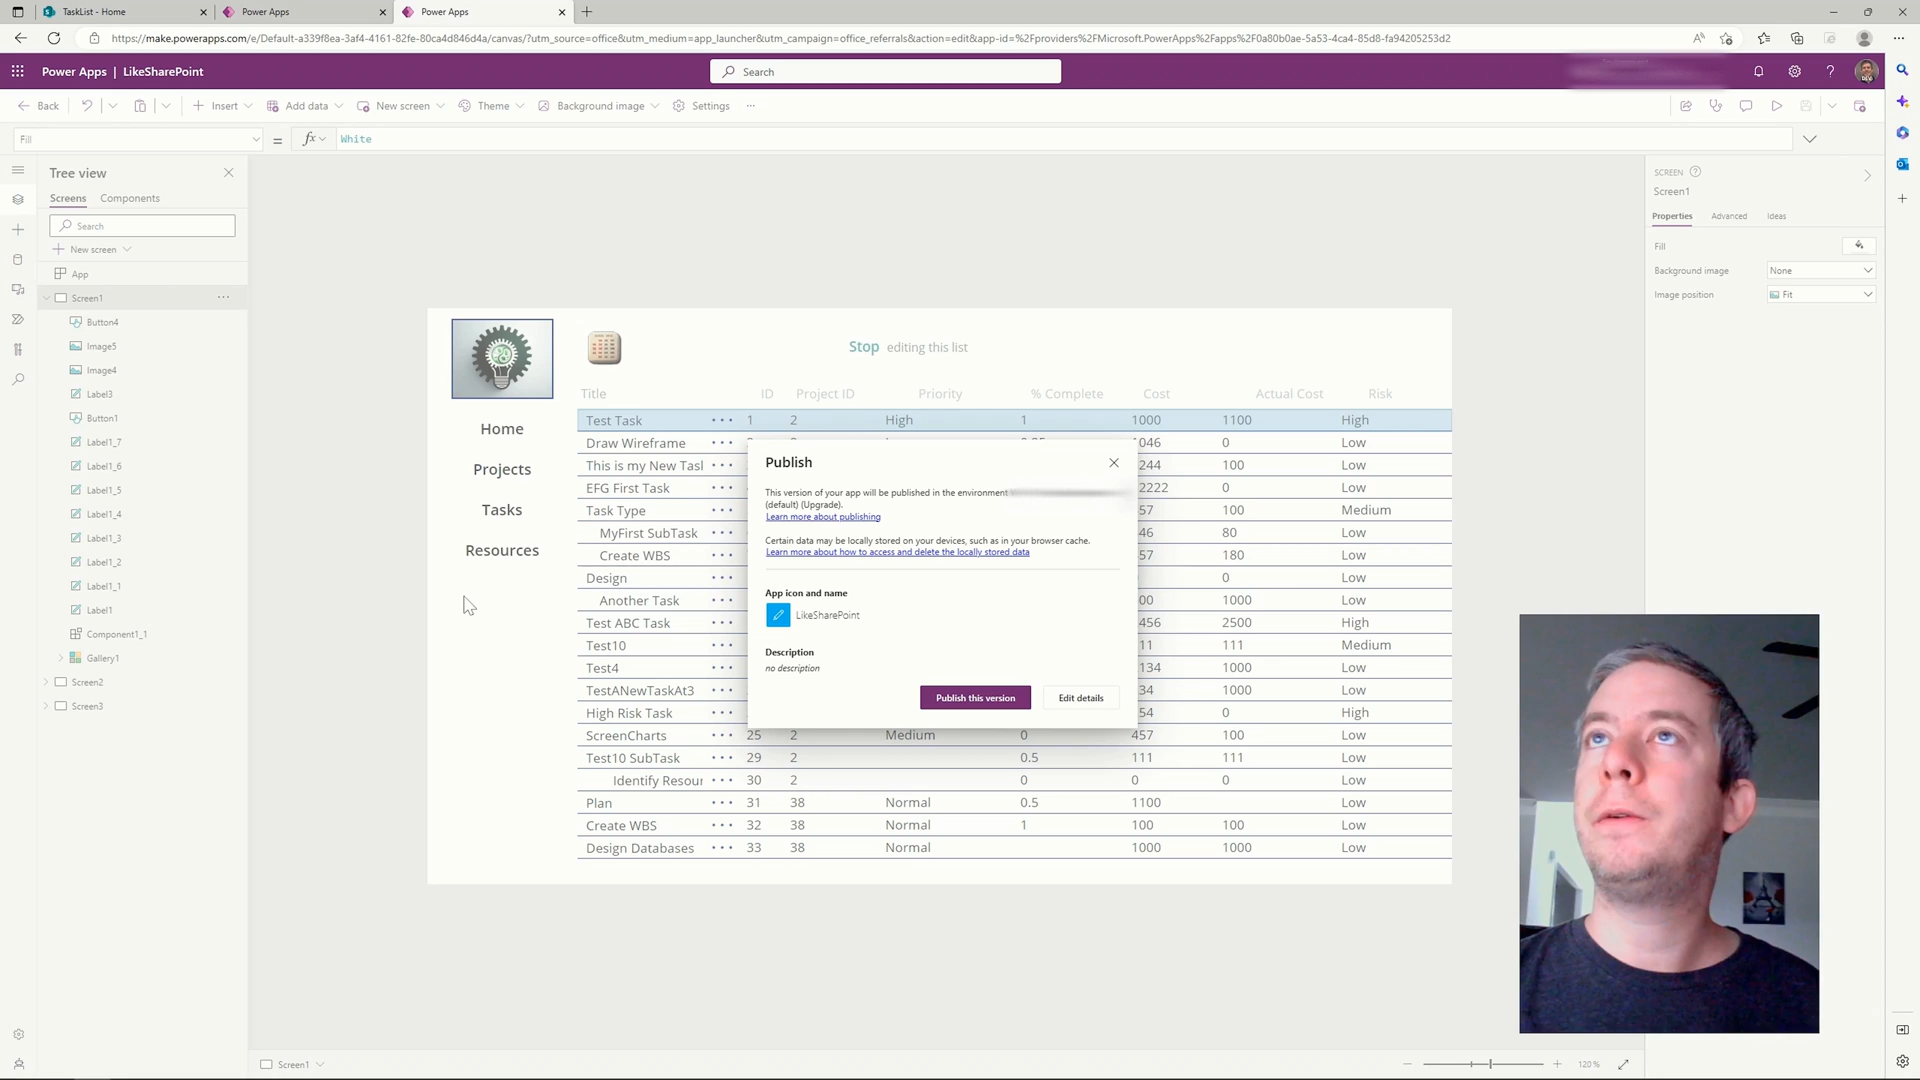 TaskList - Home
Power Apps
Power Apps
https://make.powerapps.com/e/Default-a339f8ea-3af4-4161-82fe-80ca4d846d4a/canvas/?utm_source=office&utm_medium=app_launcher&utm_campaign=office_referrals&action=edit&app-id=%2Fproviders%2FMicrosoft.PowerApps%2Fapps%2F0a80b0ae-5a53-4ca4-85d8-fa94205253d2
Power Apps | LikeSharePoint
Search
Back
Insert
Add data
New screen
Theme
Background image
Settings
Fill
=
fx
White
Tree view
Screens
Components
Search
New screen
App
Screen1
Button4
Image5
Image4
Label3
Button1
Label1_7
Label1_6
Label1_5
Label1_4
Label1_3
Label1_2
Label1_1
Label1
Component1_1
Gallery1
Screen2
Screen3
Home
Projects
Tasks
Resources
Stop editing this list
Title ID Project ID Priority % Complete Cost Actual Cost Risk
Test Task 1 2 High 1 1000 1100 High
Draw Wireframe 0 Low
This is my New Tasl 244 100 Low
EFG First Task 2222 0 Low
Task Type 57 100 Medium
MyFirst SubTask 46 80 Low
Create WBS 57 180 Low
Design 0 Low
Another Task 00 1000 Low
Test ABC Task 456 2500 High
Test10 11 111 Medium
Test4 134 1000 Low
TestANewTaskAt3 34 1000 Low
High Risk Task 54 0 High
ScreenCharts 25 2 Medium 0 457 100 Low
Test10 SubTask 29 2 0.5 111 111 Low
Identify Resour 30 2 0 0 0 Low
Plan 31 38 Normal 0.5 1100 Low
Create WBS 32 38 Normal 1 100 100 Low
Design Databases 33 38 Normal 1000 1000 Low
Publish
This version of your app will be published in the environment
(default) (Upgrade).
Learn more about publishing
Certain data may be locally stored on your devices, such as in your browser cache.
Learn more about how to access and delete the locally stored data
App icon and name
LikeSharePoint
Description
no description
Publish this version
Edit details
SCREEN
Screen1
Properties
Advanced
Ideas
Fill
Background image
None
Image position
Fit
Screen1
120 %